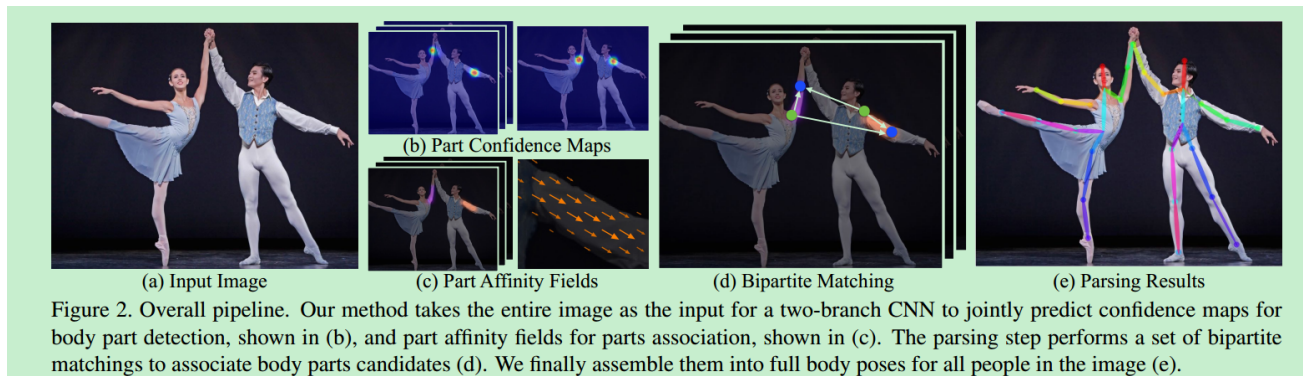 (b) Part Confidence Maps
(a) Input Image
(c) Part Affinity Fields
(d) Bipartite Matching
(e) Parsing Results
Figure 2. Overall pipeline. Our method takes the entire image as the input for a two-branch CNN to jointly predict confidence maps for
body part detection, shown in (b), and part affinity fields for parts association, shown in (c). The parsing step performs a set of bipartite
matchings to associate body parts candidates (d). We finally assemble them into full body poses for all people in the image (e).